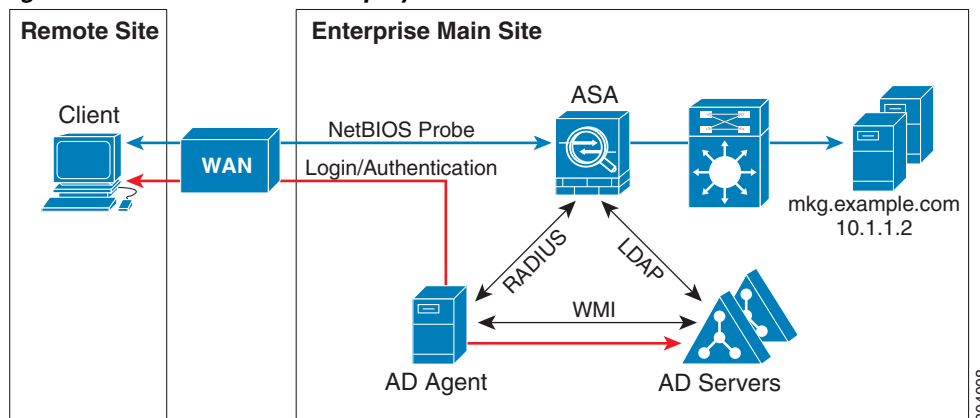 Remote Site
Enterprise Main Site
Client
ASA
NetBIOS Probe
WAN
Login/Authentication
mkg.example.com
10.1.1.2
RADIUS
LDAP
WMI
AD Agent
AD Servers